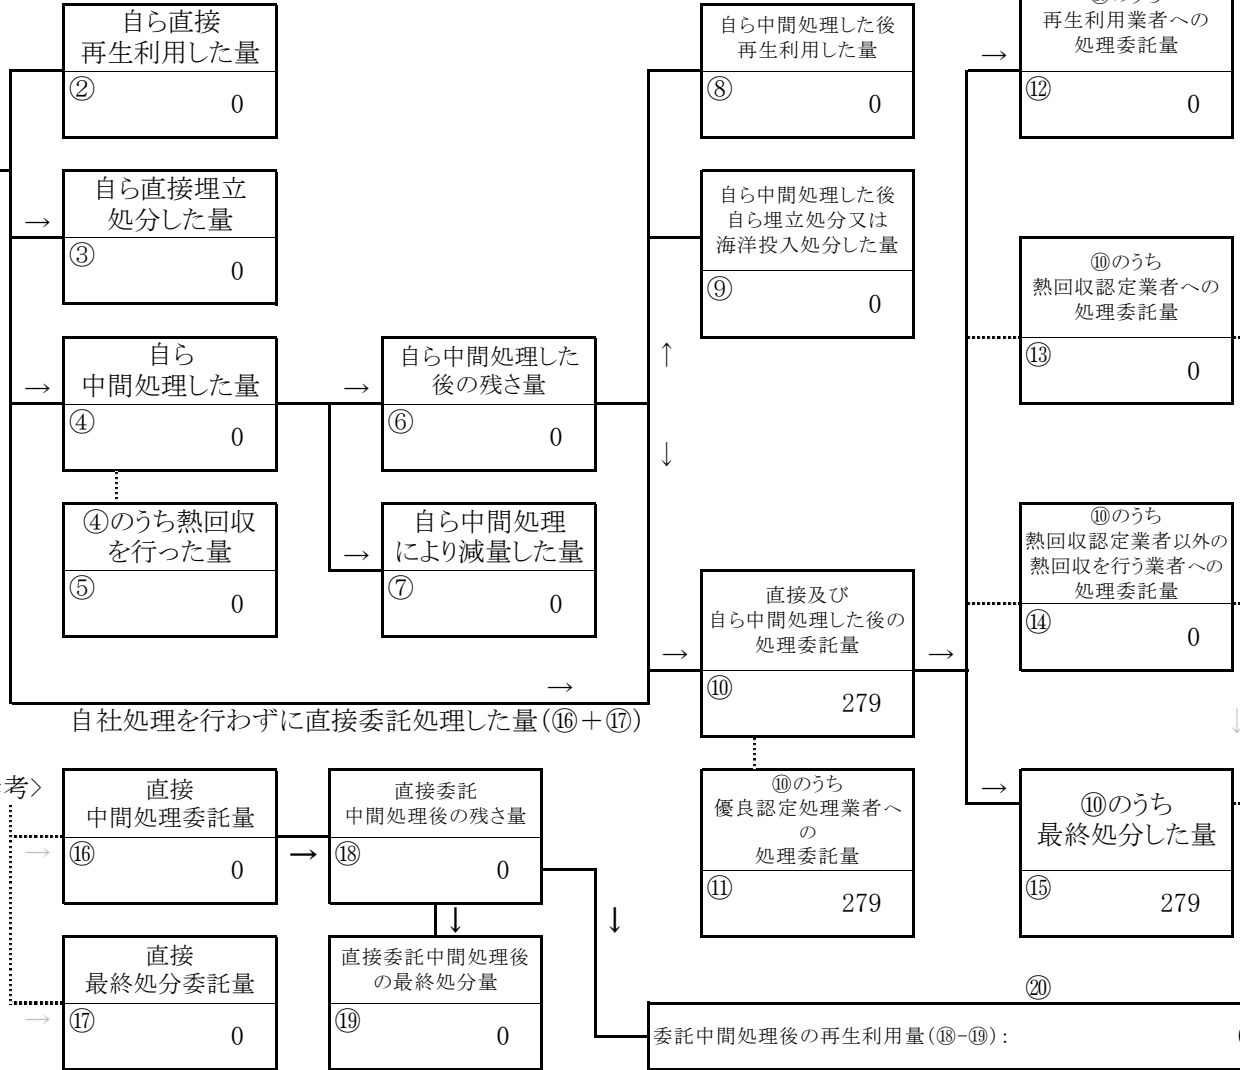 自ら直接
再生利用した量
②
0
自ら中間処理した後
再生利用した量
⑧
0
再生利用業者への
処理委託量
→
⑫
0
自ら直接埋立
処分した量
→
③
0
自ら中間処理した後
自ら埋立処分又は
海洋投入処分した量
⑨
0
⑩のうち
熱回収認定業者への
処理委託量
⑬
0
自ら
中間処理した量
→
④
0
→
自ら中間処理した
後の残さ量
⑥
0
↑
↓
④のうち熱回収
を行った量
⑤
0
→
自ら中間処理
により減量した量
⑦
0
⑩のうち
熱回収認定業者以外の
熱回収を行う業者への
処理委託量
⑭
0
→
直接及び
自ら中間処理した後の
処理委託量
→
⑩
279
→
自社処理を行わずに直接委託処理した量(⑯+⑰)
↓
考>
直接
中間処理委託量
→
⑯
0
→
直接委託
中間処理後の残さ量
⑱
0
⑩のうち
優良認定処理業者へ
の
処理委託量
⑪
279
→
⑩のうち
最終処分した量
⑮
279
↓
↓
直接
最終処分委託量
→
⑰
0
直接委託中間処理後
の最終処分量
⑲
0
⑳
委託中間処理後の再生利用量(⑱-⑲):